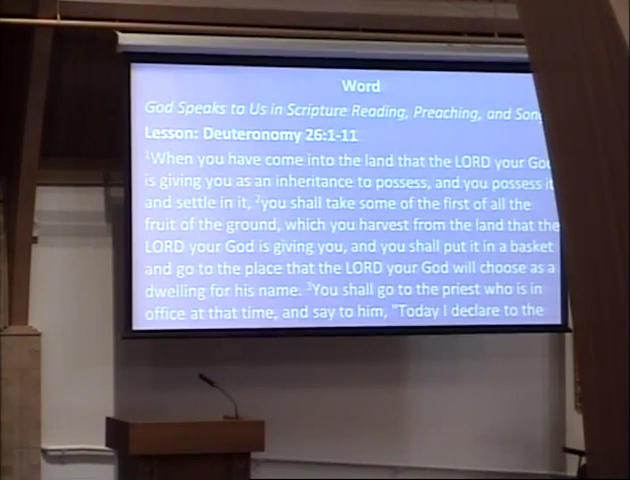 Word
God Speaks to Us in Scripture Reading, Preaching, and Song
Lesson: Deuteronomy 26:1-11
1When you have come into the land that the LORD your God
is giving you as an inheritance to possess, and you possess it
and settle in it, 2you shall take some of the first of all the
fruit of the ground, which you harvest from the land that the
LORD your God is giving you, and you shall put it in a basket
and go to the place that the LORD your God will choose as a
dwelling for his name. 3You shall go to the priest who is in
office at that time, and say to him, "Today I declare to the